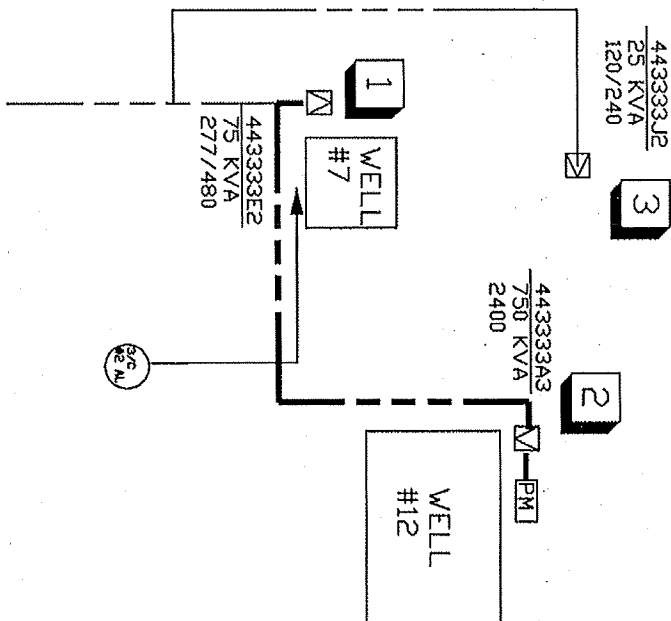 443333J2
25 KVA
120/240
3
1
WELL
#7
443333E2
75 KVA
277/480
443333A3
750 KVA
2400
2
PM
WELL
#12
3/C
#2 AL